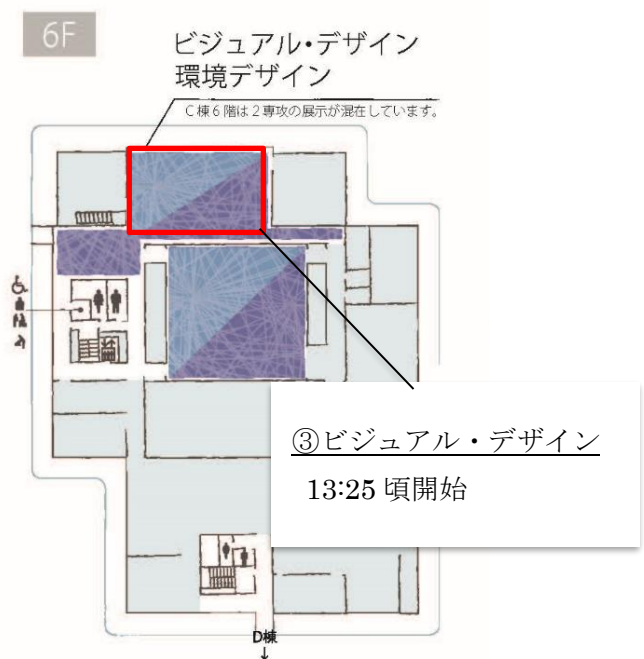 6F
ビジュアル・デザイン
環境デザイン
C棟6階は2専攻の展示が混在しています。
③ビジュアル・デザイン
13:25頃開始
D棟
↓